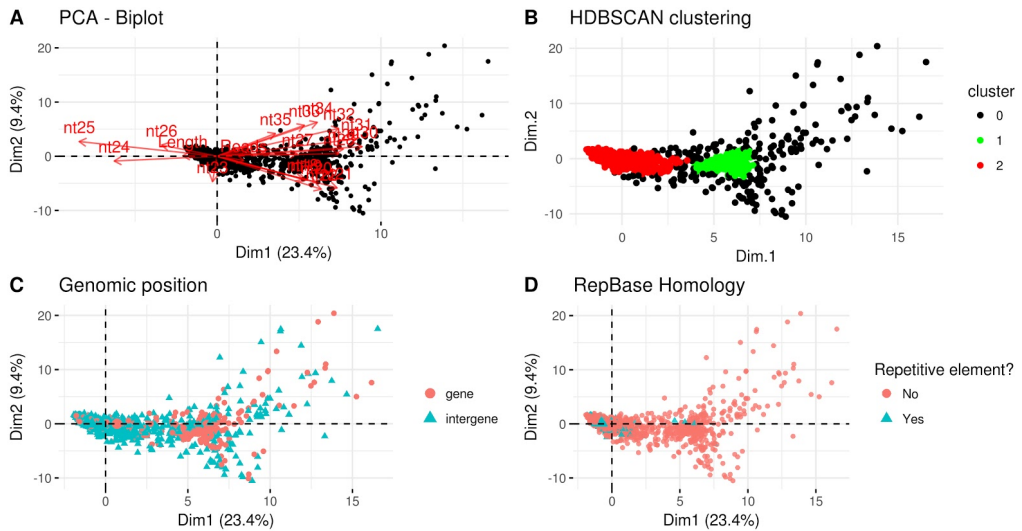 A PCA - Biplot
20
10
0
-10
Dim2 (9.4%)
nt25
nt24
nt26
Length
nt35
nt34
nt32
nt31
0
10
Dim1 (23.4%)
B HDBSCAN clustering
20
10
0
-10
Dim.2
0 5 10 15
Dim.1
cluster
0
1
2
C Genomic position
20
10
0
-10
Dim2 (9.4%)
0 5 10 15
Dim1 (23.4%)
gene
intergene
D RepBase Homology
20
10
0
-10
Dim2 (9.4%)
0 5 10 15
Dim1 (23.4%)
Repetitive element?
No
Yes